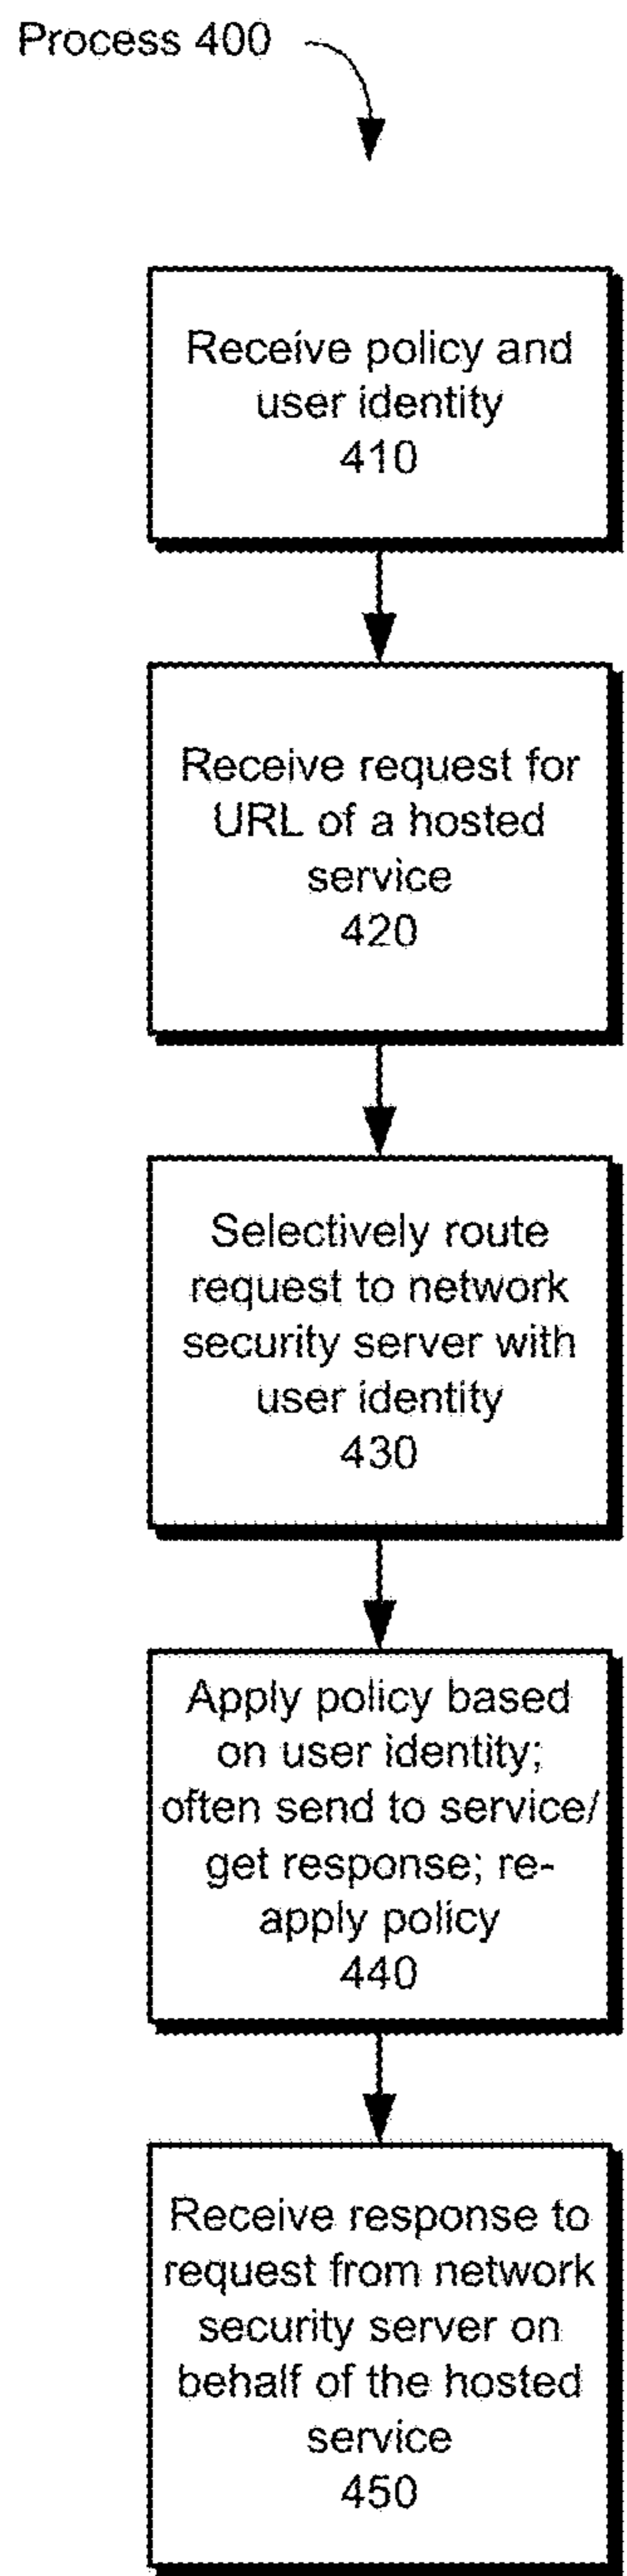 Process 400
Receive policy and
user identity
410
Receive request for
URL of a hosted
service
420
Selectively route
request to network
security server with
user identity
430
Apply policy based
on user identity;
often send to service/
get response; re-
apply policy
440
Receive response to
request from network
security server on
behalf of the hosted
service
450